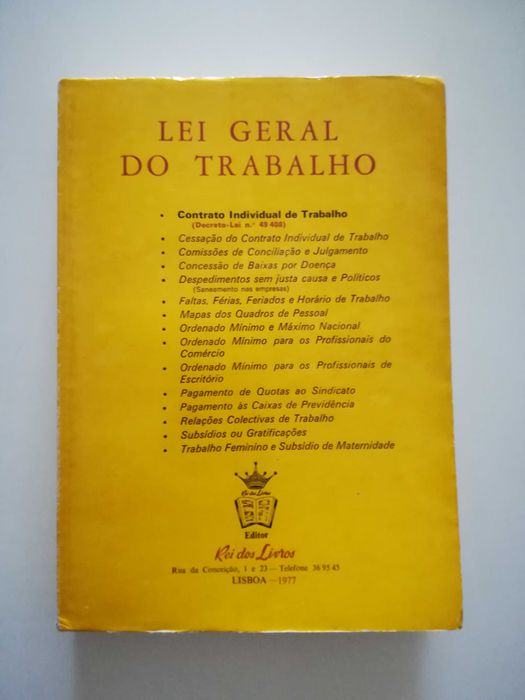 LEI GERAL
DO TRABALHO
• Contrato Individual de Trabalho
(Decreto-Lei n.º 49 408)
• Cessação do Contrato Individual de Trabalho
• Comissões de Conciliação e Julgamento
• Concessão de Baixas por Doença
• Despedimentos sem justa causa e Políticos
(Saneamento nas empresas)
• Faltas, Férias, Feriados e Horário de Trabalho
• Mapas dos Quadros de Pessoal
• Ordenado Mínimo e Máximo Nacional
• Ordenado Mínimo para os Profissionais do
Comércio
• Ordenado Mínimo para os Profissionais de
Escritório
• Pagamento de Quotas ao Sindicato
• Pagamento às Caixas de Previdência
• Relações Colectivas de Trabalho
• Subsídios ou Gratificações
• Trabalho Feminino e Subsídio de Maternidade
Rei dos Livros
Editor
Rei dos Livros
Rua da Conceição, 1 e 23 — Telefone 36 95 45
LISBOA — 1977